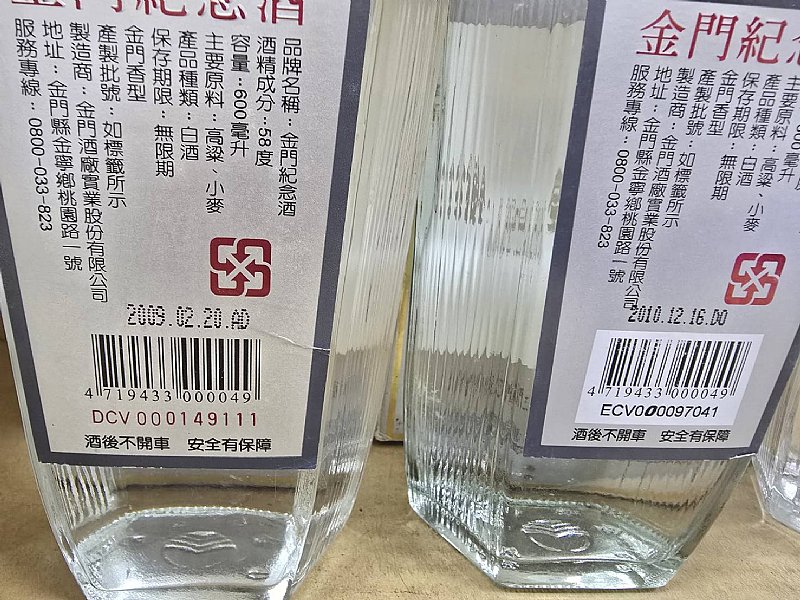 金門紀念酒
品牌名稱：金門紀念酒
酒精成分：58度
容量：600毫升
主要原料：高粱、小麥
產品種類：白酒
保存期限：無限期
金門香型
產製批號：如標籤所示
製造商：金門酒廠實業股份有限公司
地址：金門縣金寧鄉桃園路一號
服務專線：0800-033-823
2009.02.20.AD
4 719433 000049
DCV000149111
酒後不開車 安全有保障
金門紀念
毫升
主要原料：高粱、小麥
產品種類：白酒
保存期限：無限期
金門香型
產製批號：如標籤所示
製造商：金門酒廠實業股份有限公司
地址：金門縣金寧鄉桃園路一號
服務專線：0800-033-823
2010.12.16.DO
4 719433 000049
ECV000097041
酒後不開車 安全有保障